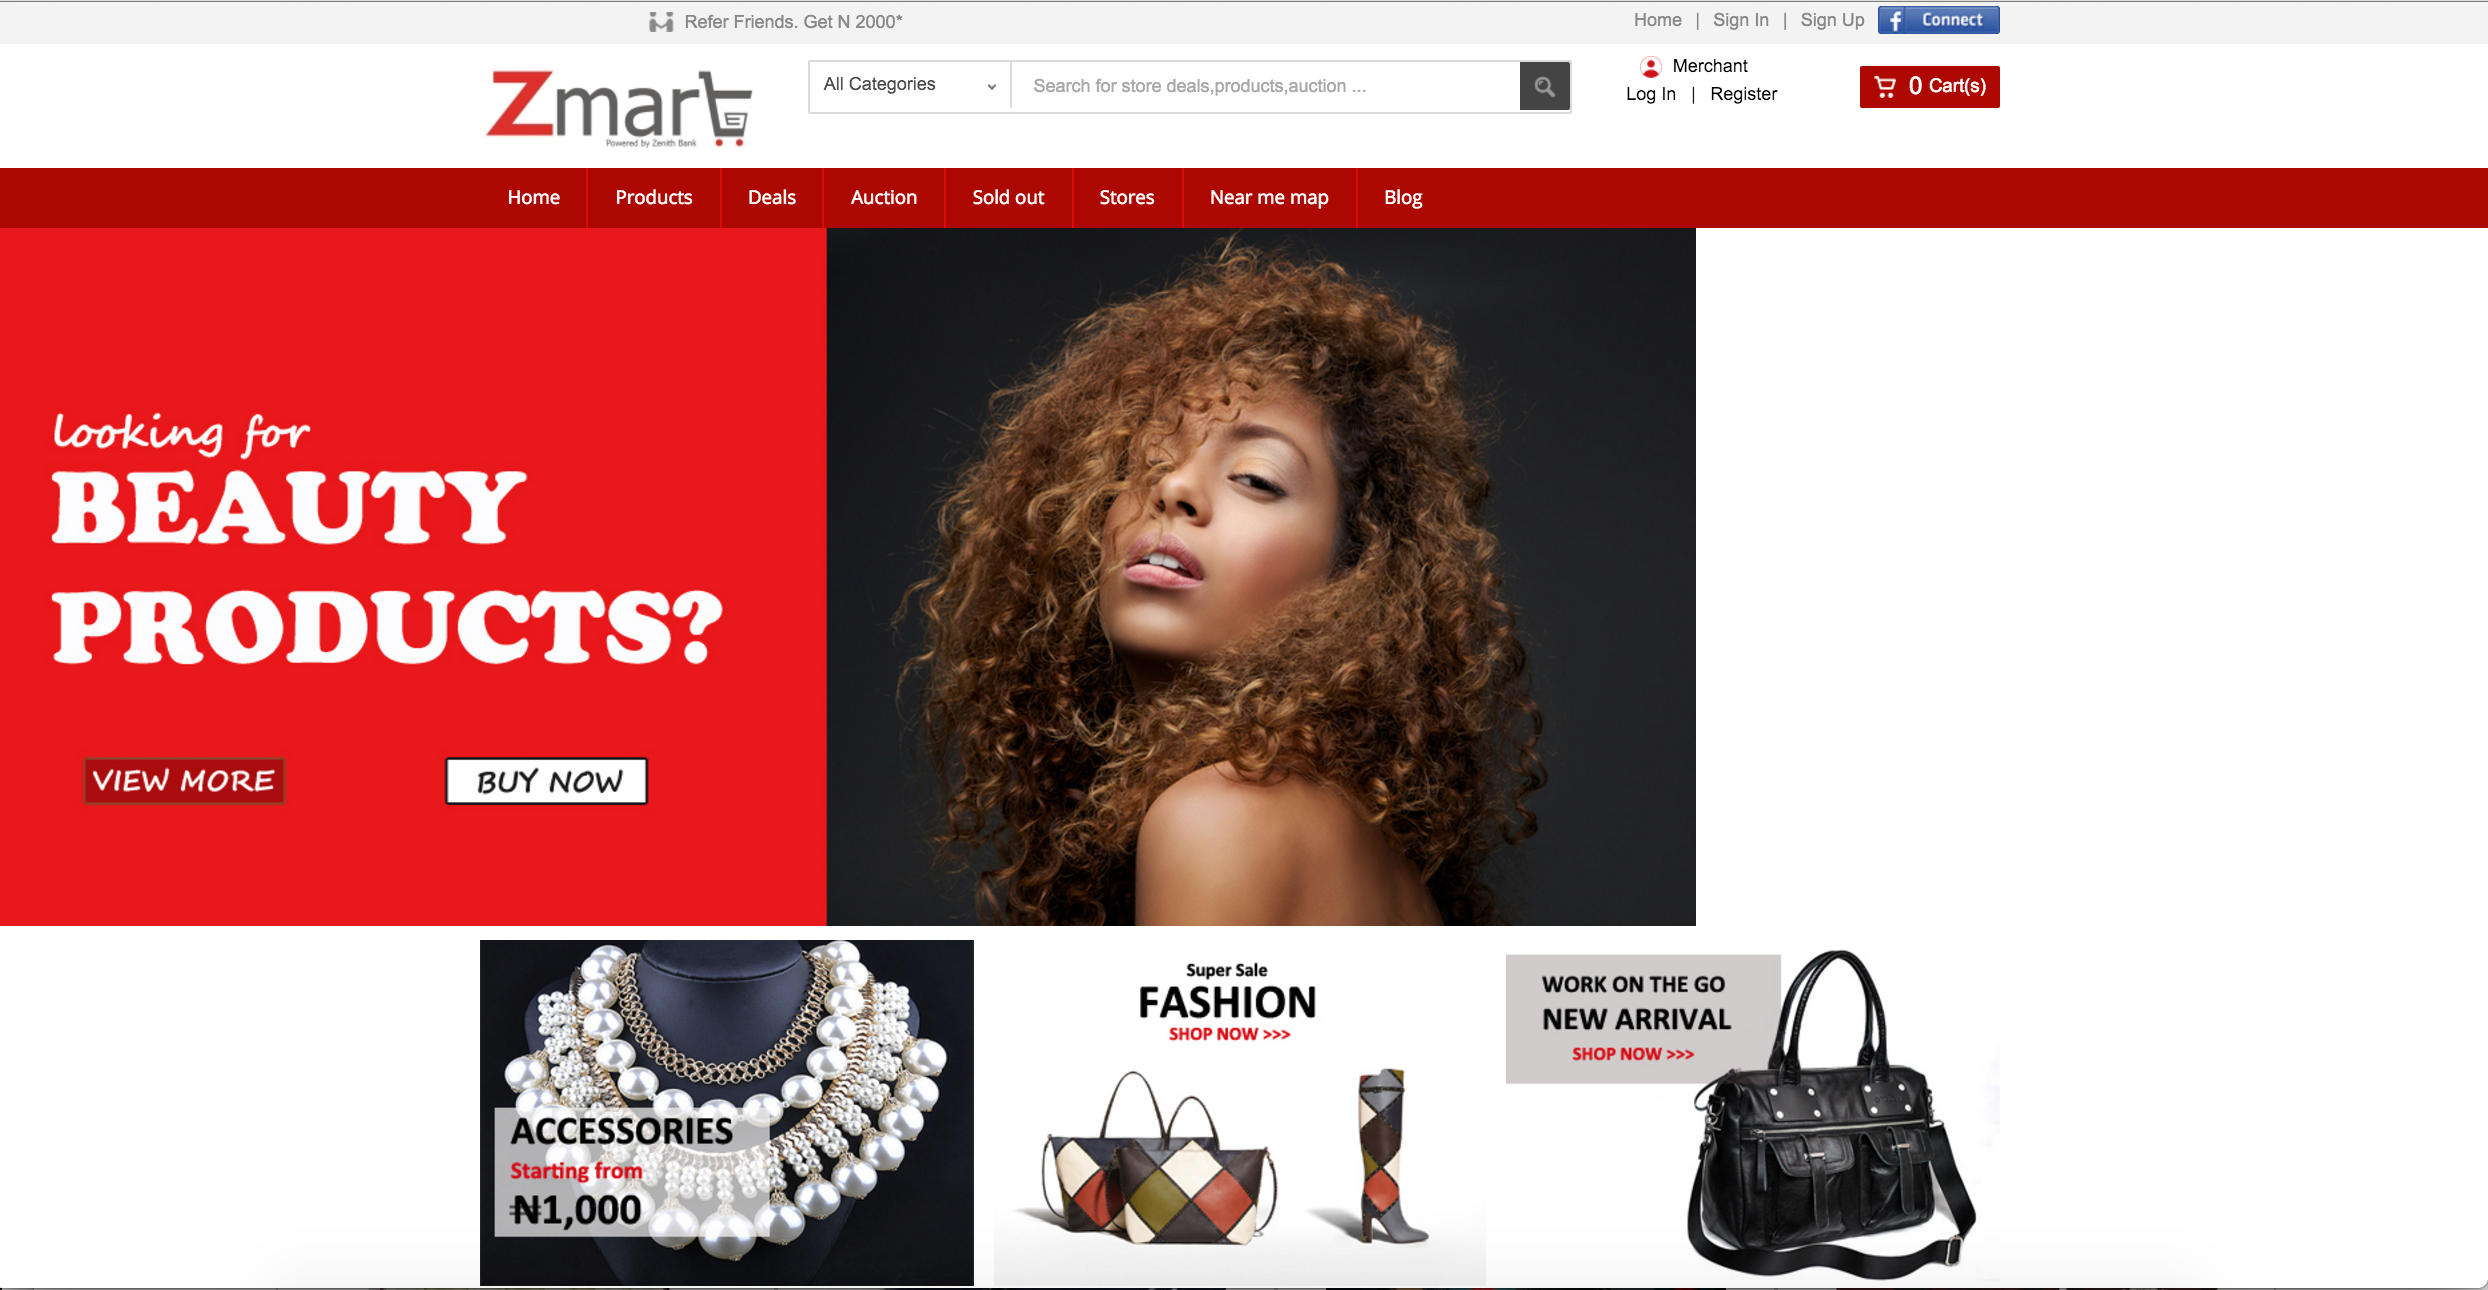 Refer Friends. Get N 2000*
Home | Sign In | Sign Up
f Connect
Zmart
Powered by Zenith Bank
All Categories
Search for store deals,products,auction ...
Merchant
Log In | Register
0 Cart(s)
Home
Products
Deals
Auction
Sold out
Stores
Near me map
Blog
looking for
BEAUTY
PRODUCTS?
VIEW MORE
BUY NOW
ACCESSORIES
Starting from
₦1,000
Super Sale
FASHION
SHOP NOW >>>
WORK ON THE GO
NEW ARRIVAL
SHOP NOW >>>